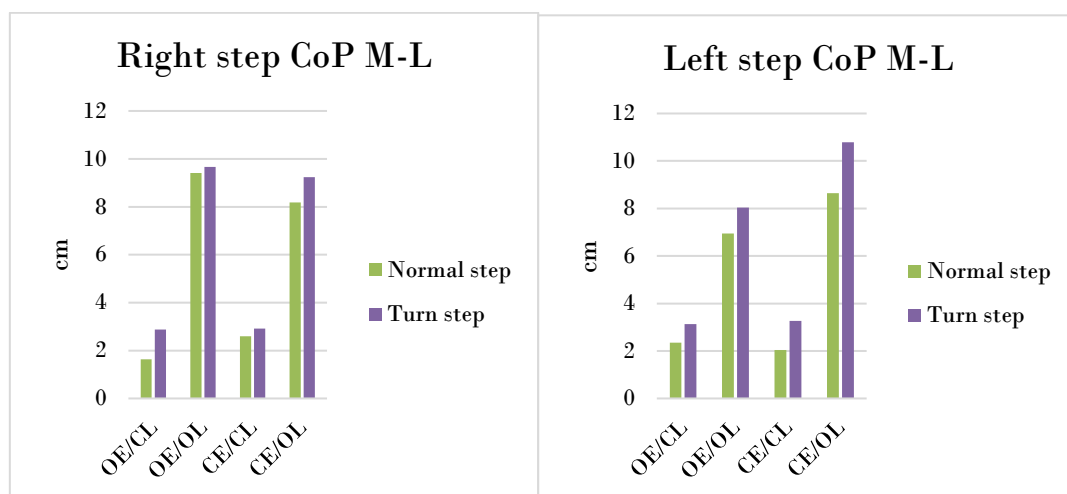 Right step CoP M-L
12
10
8
6
4
2
0
cm
OE/CL
OE/OL
CE/CL
CE/OL
Normal step
Turn step
Left step CoP M-L
12
10
8
6
4
2
0
cm
OE/CL
OE/OL
CE/CL
CE/OL
Normal step
Turn step